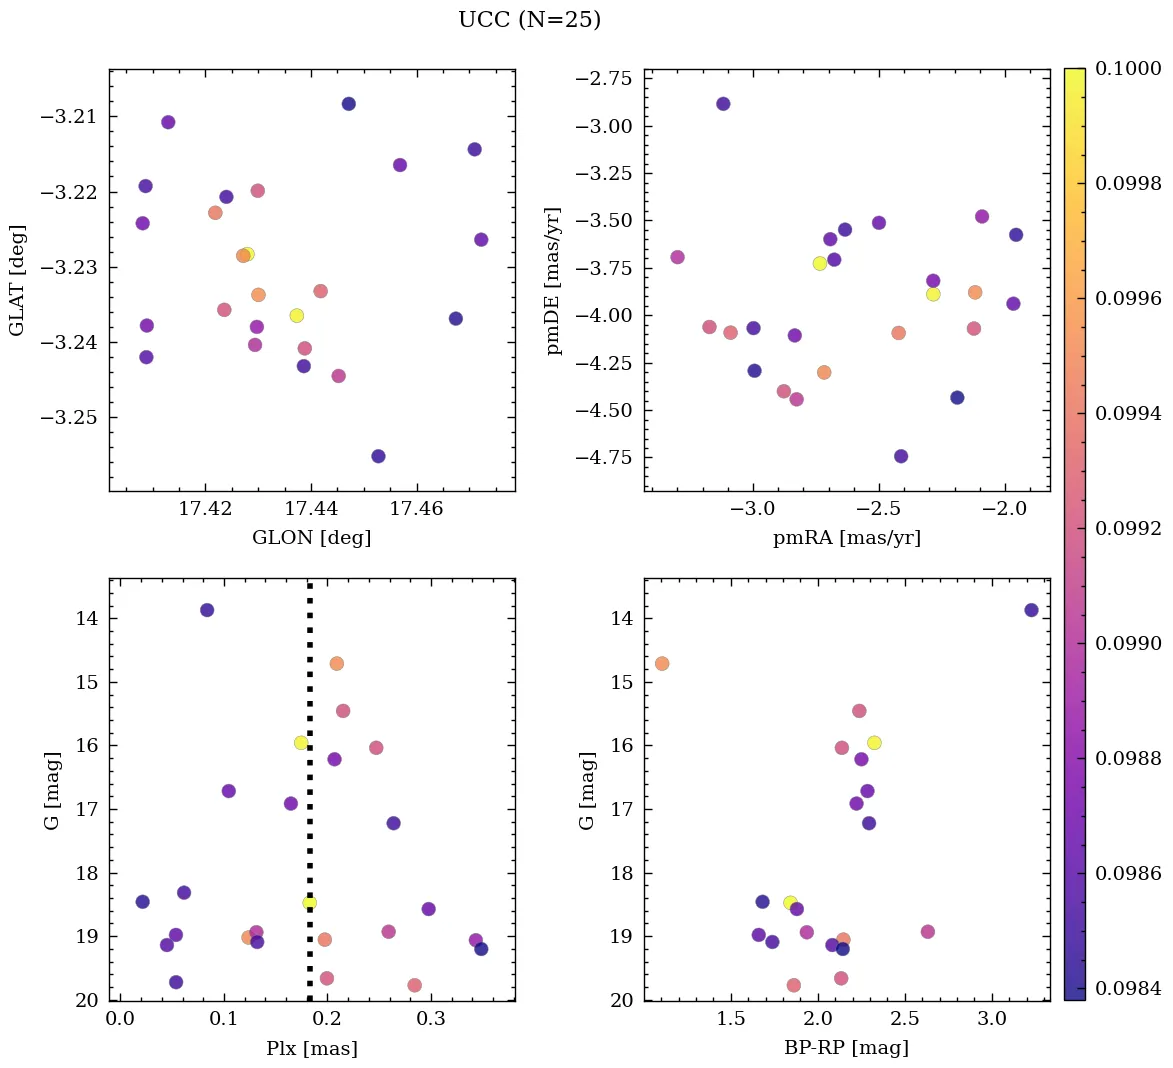 UCC (N=25)
−3.21
−3.22
−3.23
−3.24
−3.25
GLAT [deg]
17.42 17.44 17.46
GLON [deg]
−2.75
−3.00
−3.25
−3.50
−3.75
−4.00
−4.25
−4.50
−4.75
pmDE [mas/yr]
−3.0 −2.5 −2.0
pmRA [mas/yr]
14
15
16
17
18
19
20
G [mag]
0.0 0.1 0.2 0.3
Plx [mas]
14
15
16
17
18
19
20
G [mag]
1.5 2.0 2.5 3.0
BP-RP [mag]
0.1000
0.0998
0.0996
0.0994
0.0992
0.0990
0.0988
0.0986
0.0984